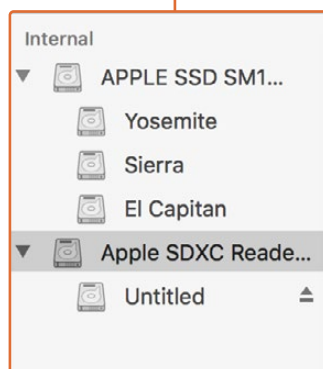 Internal
APPLE SSD SM1...
Yosemite
Sierra
El Capitan
Apple SDXC Reade...
Untitled